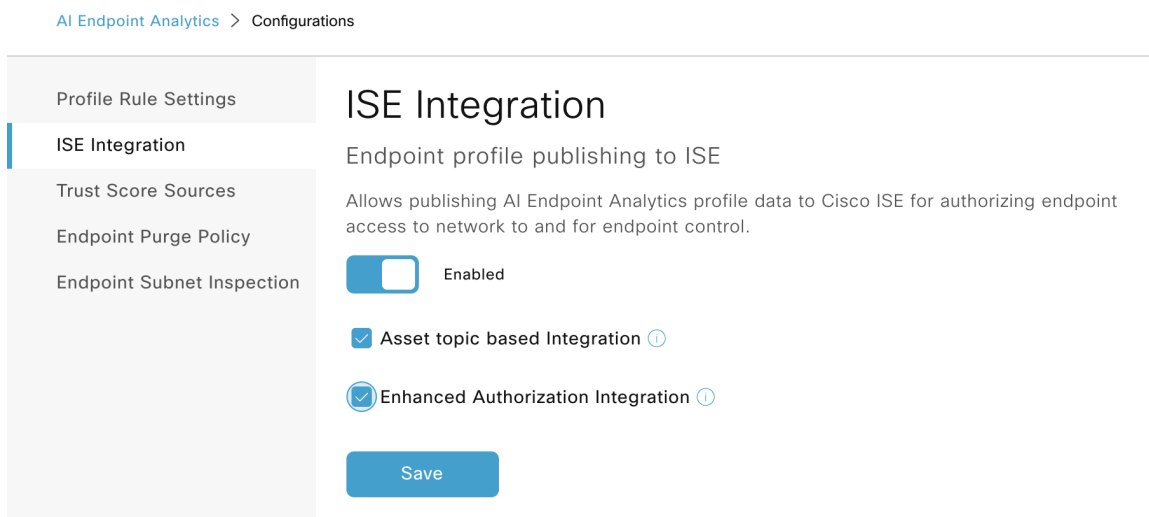 AI Endpoint Analytics > Configurations
Profile Rule Settings
ISE Integration
Trust Score Sources
Endpoint Purge Policy
Endpoint Subnet Inspection
ISE Integration
Endpoint profile publishing to ISE
Allows publishing AI Endpoint Analytics profile data to Cisco ISE for authorizing endpoint
access to network to and for endpoint control.
Enabled
Asset topic based Integration
Enhanced Authorization Integration
Save